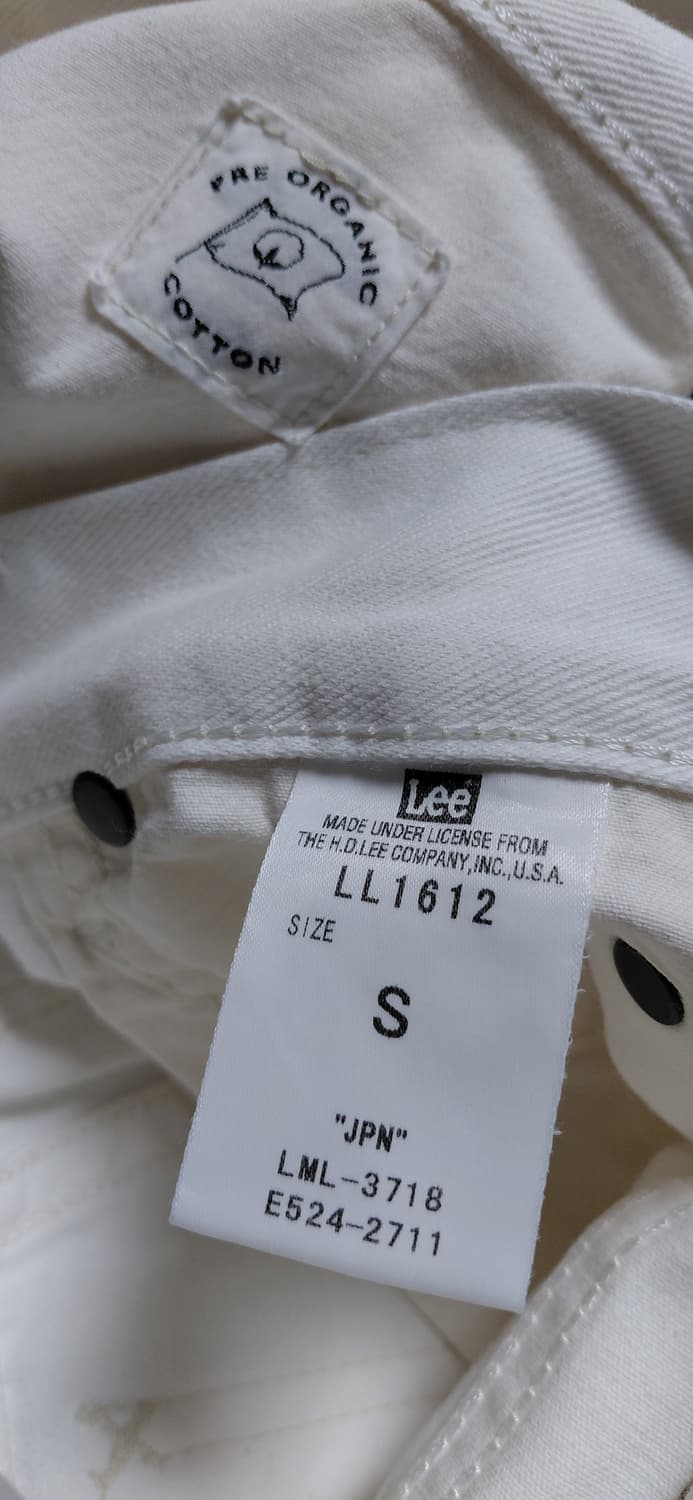 PRE ORGANIC
COTTON
Lee
MADE UNDER LICENSE FROM
THE H.D.LEE COMPANY,INC.,U.S.A.
LL1612
SIZE
S
"JPN"
LML-3718
E524-2711